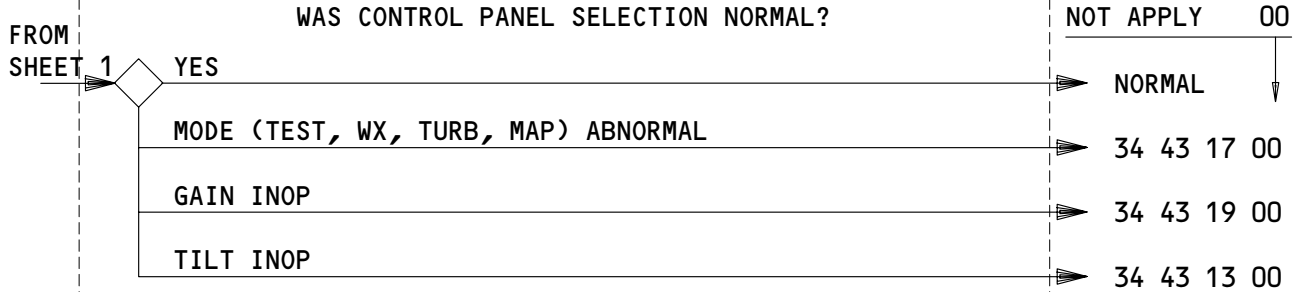 WAS CONTROL PANEL SELECTION NORMAL?
NOT APPLY 00
FROM
SHEET 1
YES
NORMAL
MODE (TEST, WX, TURB, MAP) ABNORMAL
34 43 17 00
GAIN INOP
34 43 19 00
TILT INOP
34 43 13 00